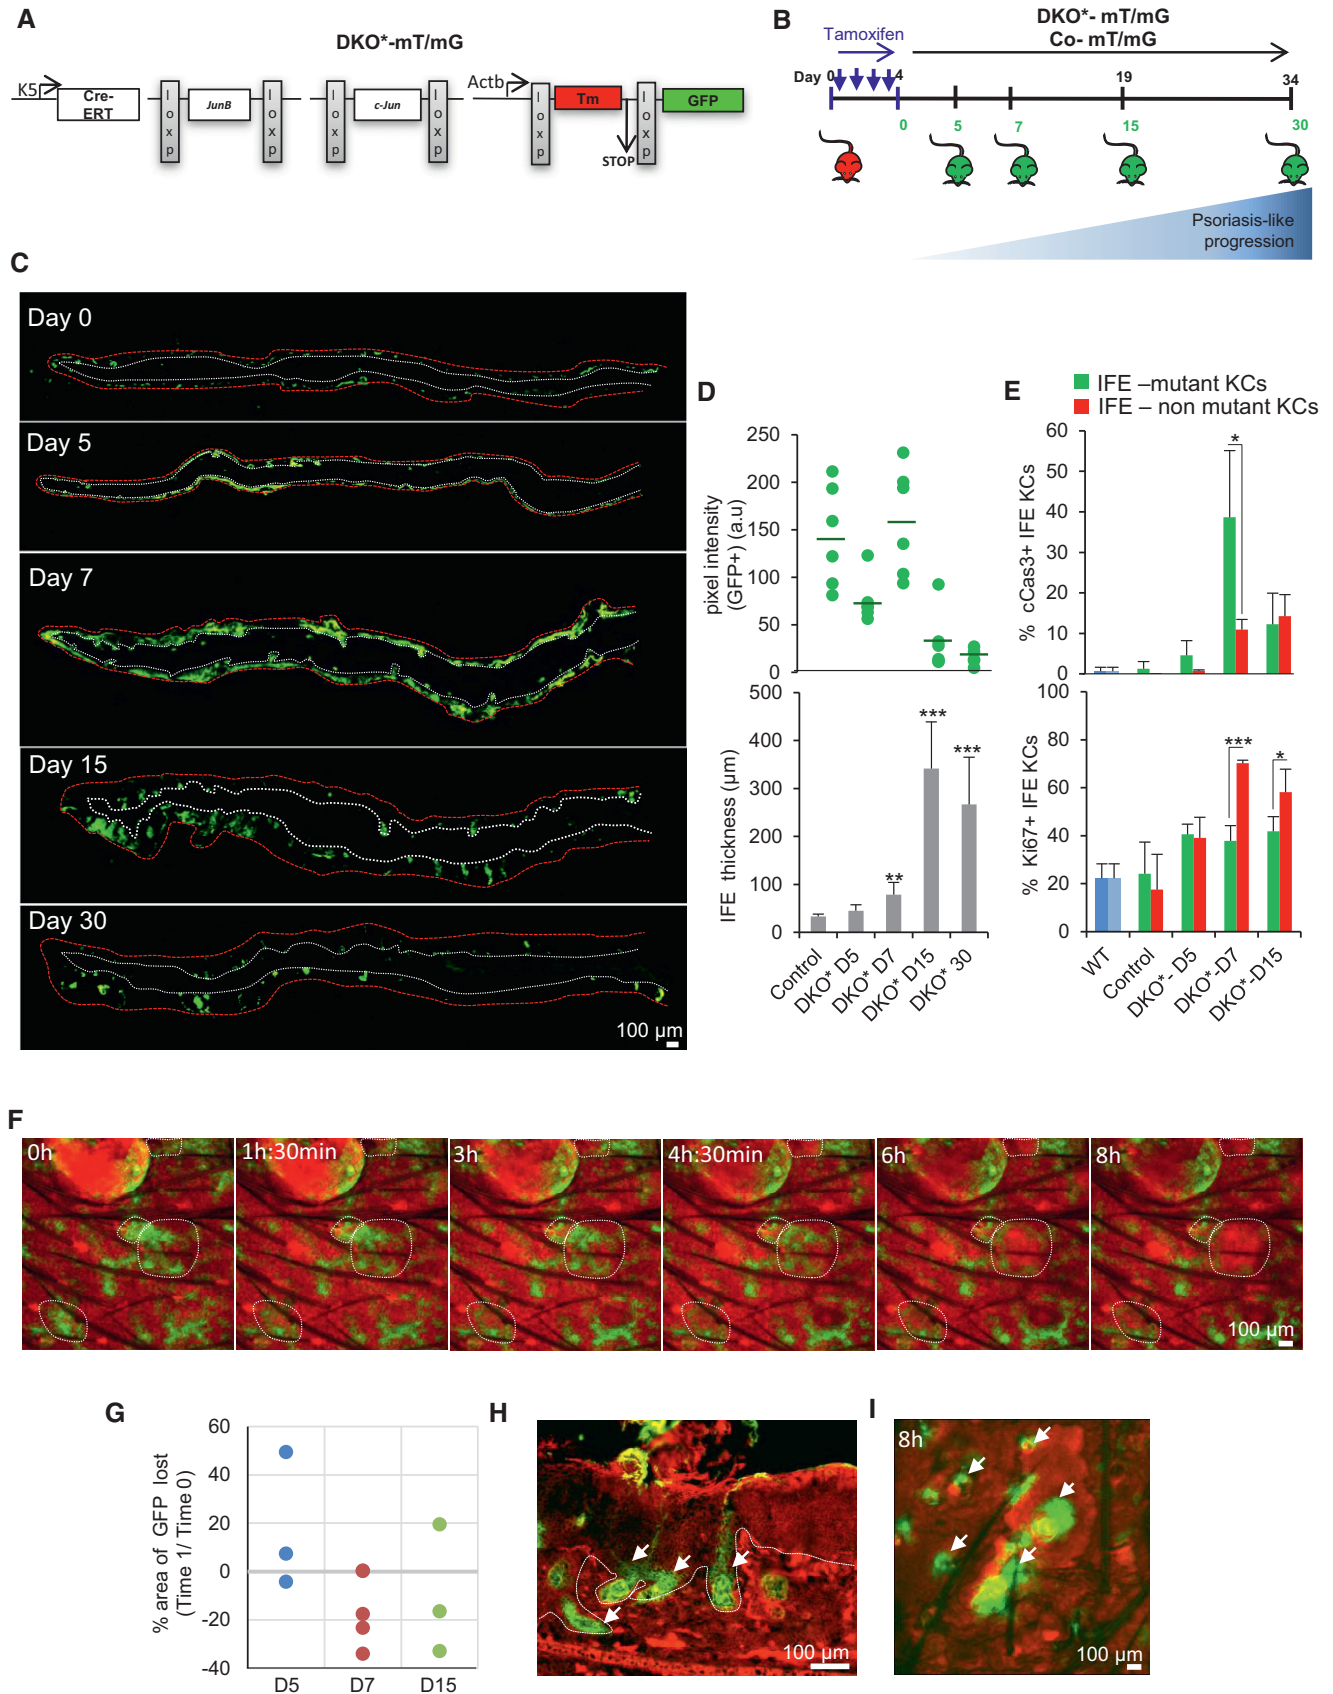 A
DKO*-mT/mG
K5
Cre-
ERT
l
o
x
p
JunB
l
o
x
p
l
o
x
p
c-Jun
l
o
x
p
Actb
l
o
x
p
Tm
STOP
l
o
x
p
GFP
B
DKO*- mT/mG
Co- mT/mG
Tamoxifen
Day 0 4 19 34
0 5 7 15 30
Psoriasis-like
progression
C
Day 0
Day 5
Day 7
Day 15
Day 30
100 µm
D
pixel intensity
(GFP+) (a.u)
250
200
150
100
50
0
IFE thickness (µm)
500
400
300
200
100
0
**
***
***
Control
DKO* D5
DKO* D7
DKO* D15
DKO* 30
E
IFE –mutant KCs
IFE – non mutant KCs
% cCas3+ IFE KCs
60
50
40
30
20
10
0
*
% Ki67+ IFE KCs
100
80
60
40
20
0
***
*
WT
Control
DKO*- D5
DKO*-D7
DKO*-D15
F
0h
1h:30min
3h
4h:30min
6h
8h
100 µm
G
% area of GFP lost
(Time 1/ Time 0)
60
40
20
0
-20
-40
D5 D7 D15
H
100 µm
I
8h
100 µm